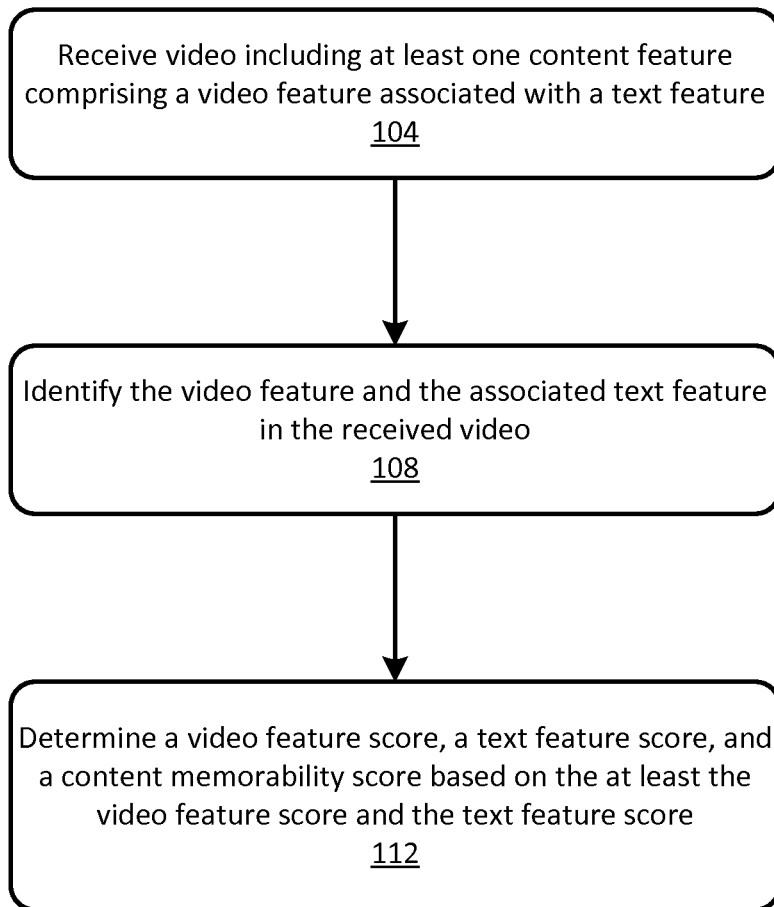 Receive video including at least one content feature
comprising a video feature associated with a text feature
104
Identify the video feature and the associated text feature
in the received video
108
Determine a video feature score, a text feature score, and
a content memorability score based on the at least the
video feature score and the text feature score
112